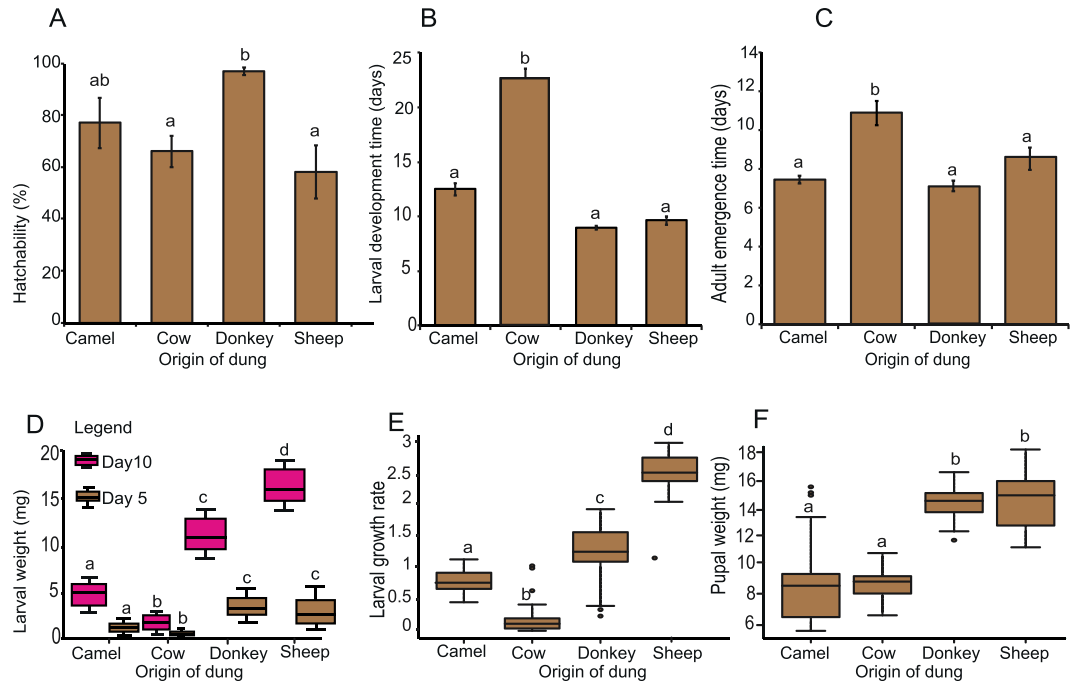 A
Hatchability (%)
100
80
60
40
20
0
ab
a
b
a
Camel Cow Donkey Sheep
Origin of dung
B
Larval development time (days)
25
20
15
10
5
0
a
b
a
a
Camel Cow Donkey Sheep
Origin of dung
C
Adult emergence time (days)
14
12
10
8
6
4
2
0
a
b
a
a
Camel Cow Donkey Sheep
Origin of dung
D
Legend
Day10
Day 5
Larval weight (mg)
20
15
10
5
0
a
a
b
b
c
c
d
c
Camel Cow Donkey Sheep
Origin of dung
E
Larval growth rate
3
2.5
2
1
0.5
0
a
b
c
d
Camel Cow Donkey Sheep
Origin of dung
F
Pupal weight (mg)
18
16
14
12
10
8
6
a
a
b
b
Camel Cow Donkey Sheep
Origin of dung